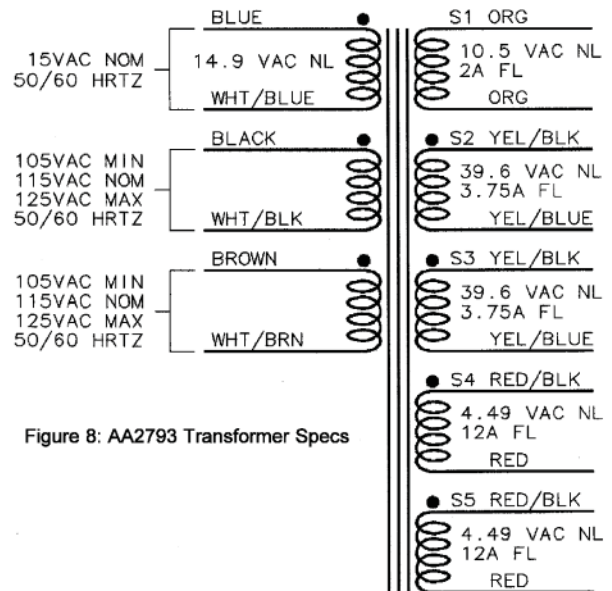 BLUE
15VAC NOM
50/60 HRTZ
14.9 VAC NL
WHT/BLUE
BLACK
105VAC MIN
115VAC NOM
125VAC MAX
50/60 HRTZ
WHT/BLK
BROWN
105VAC MIN
115VAC NOM
125VAC MAX
50/60 HRTZ
WHT/BRN
S1 ORG
10.5 VAC NL
2A FL
ORG
S2 YEL/BLK
39.6 VAC NL
3.75A FL
YEL/BLUE
S3 YEL/BLK
39.6 VAC NL
3.75A FL
YEL/BLUE
S4 RED/BLK
4.49 VAC NL
12A FL
RED
S5 RED/BLK
4.49 VAC NL
12A FL
RED
Figure 8: AA2793 Transformer Specs